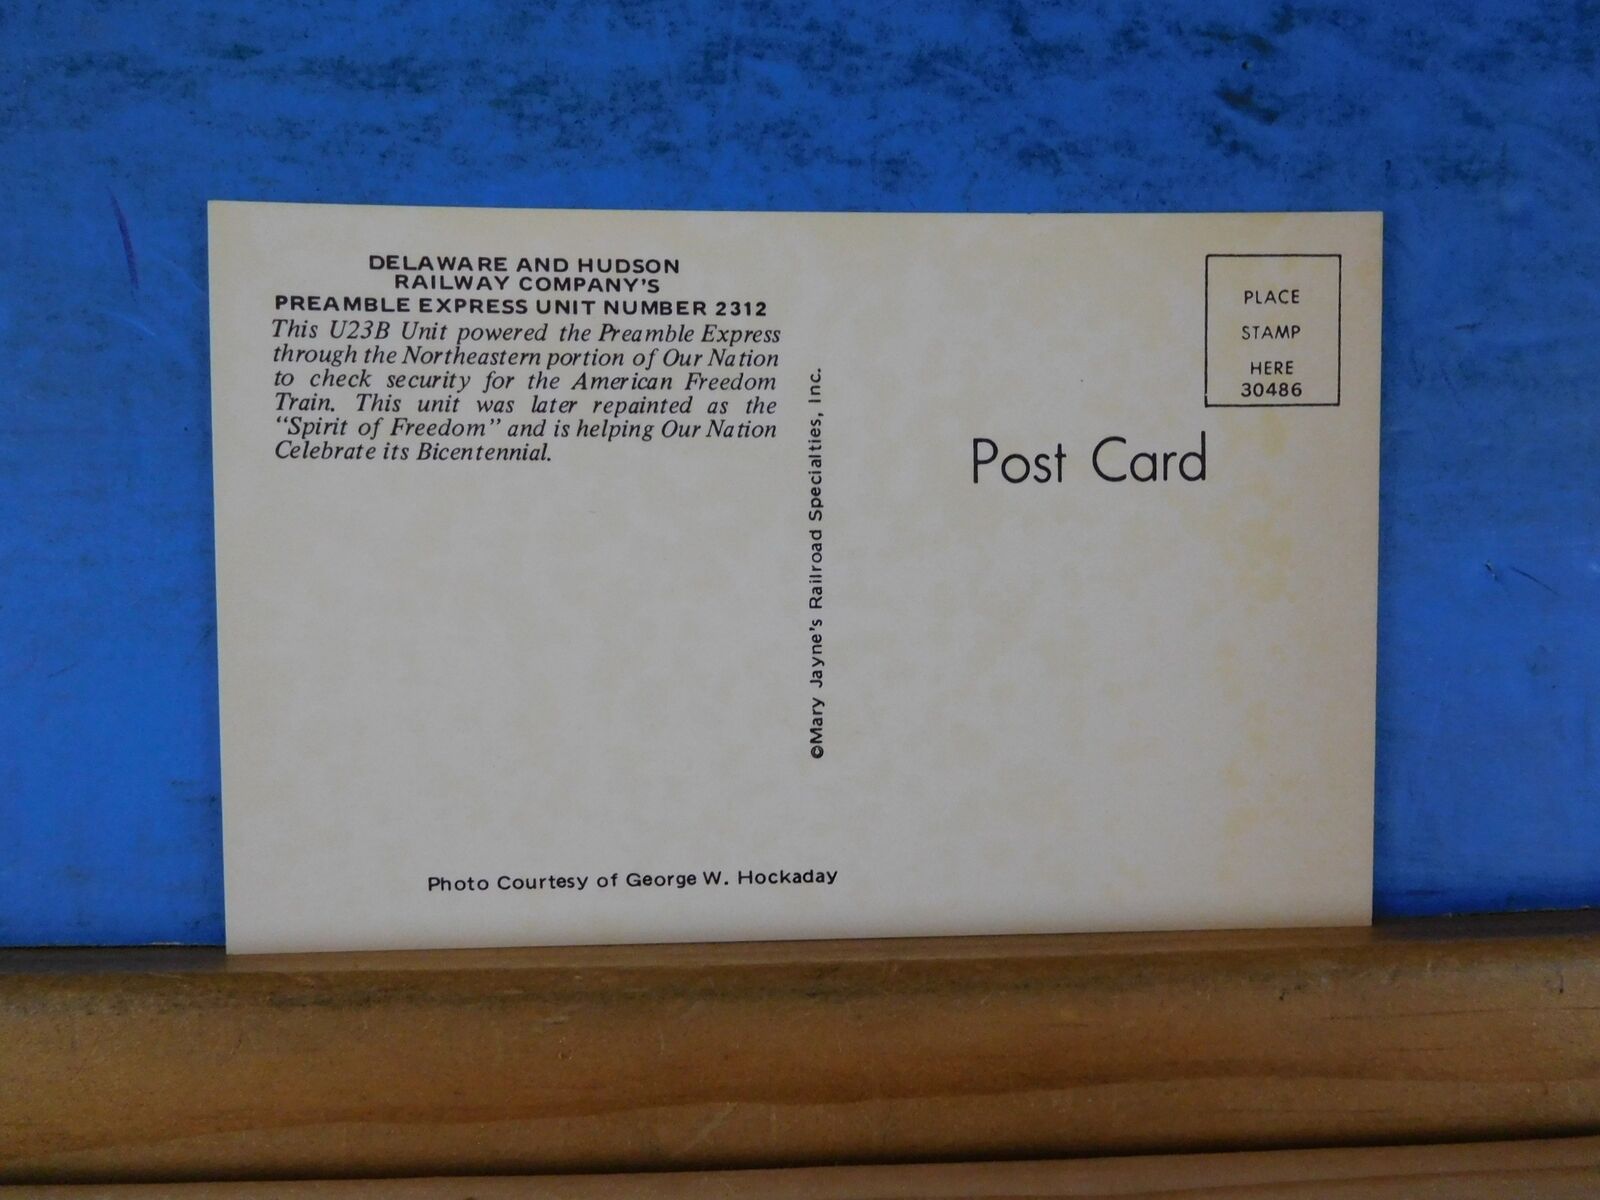 DELAWARE AND HUDSON
RAILWAY COMPANY'S
PREAMBLE EXPRESS UNIT NUMBER 2312
This U23B Unit powered the Preamble Express
through the Northeastern portion of Our Nation
to check security for the American Freedom
Train. This unit was later repainted as the
“Spirit of Freedom” and is helping Our Nation
Celebrate its Bicentennial.
Photo Courtesy of George W. Hockaday
©Mary Jayne's Railroad Specialties, Inc.
PLACE
STAMP
HERE
30486
Post Card